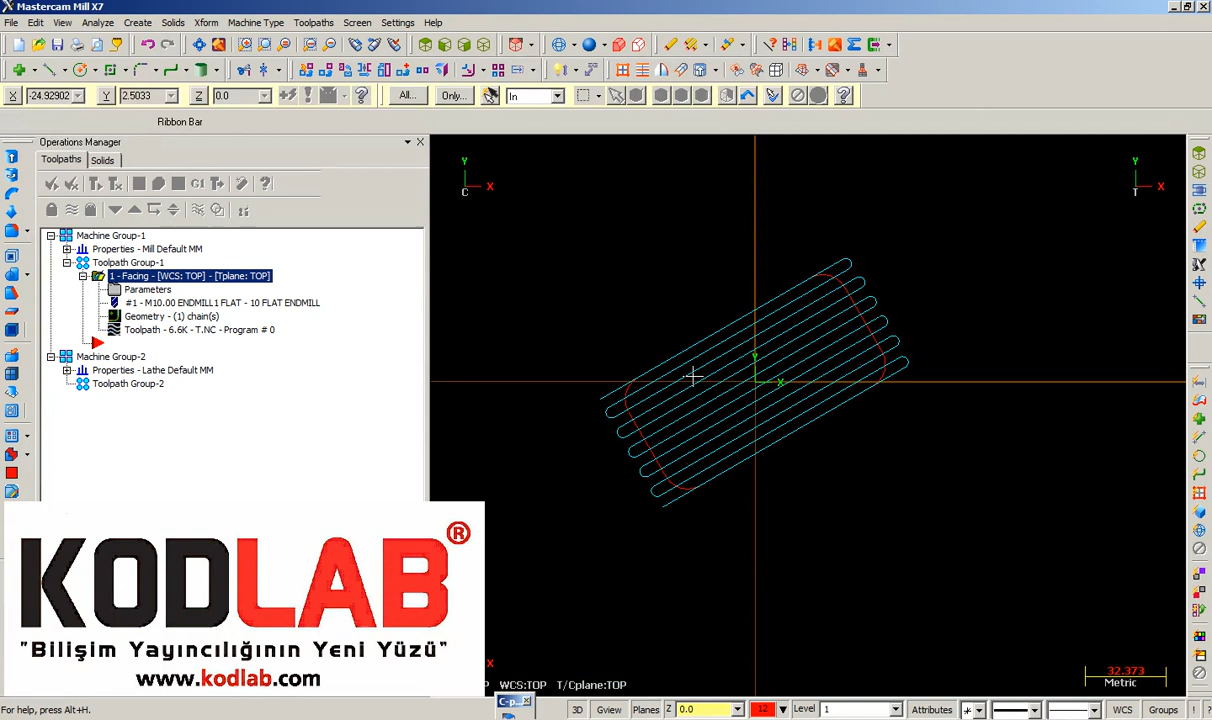 Mastercam Mill X7
File Edit View Analyze Create Solids Xform Machine Type Toolpaths Screen Settings Help
X -24.92902 Y 2.5033 Z 0.0 All... Only... In
Ribbon Bar
Operations Manager
Toolpaths Solids
G1
Machine Group-1
Properties - Mill Default MM
Toolpath Group-1
1 - Facing - [WCS: TOP] - [Tplane: TOP]
Parameters
#1 - M10.00 ENDMILL1 FLAT - 10 FLAT ENDMILL
Geometry - (1) chain(s)
Toolpath - 6.6K - T.NC - Program # 0
Machine Group-2
Properties - Lathe Default MM
Toolpath Group-2
Y
X
C
Y
X
T
Y
X
KODLAB®
"Bilişim Yayıncılığının Yeni Yüzü"
www.kodlab.com
X
WCS:TOP T/Cplane:TOP
32.373
Metric
For help, press Alt+H.
C-p...
3D Gview Planes Z 0.0 12 Level 1 Attributes WCS Groups ! ?